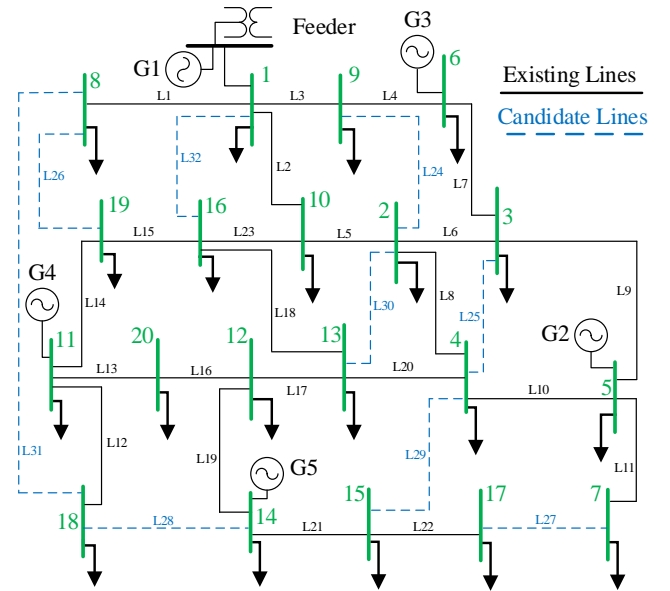 Feeder
G3
G1
8
1
9
6
Existing Lines
Candidate Lines
L1
L3
L4
L26
L32
L2
L24
L7
19
16
10
2
3
L15
L23
L5
L6
G4
L14
L18
L30
L8
L25
L9
G2
11
20
12
13
4
5
L13
L16
L17
L20
L10
L12
L19
L29
L11
L31
G5
18
14
15
17
7
L28
L21
L22
L27